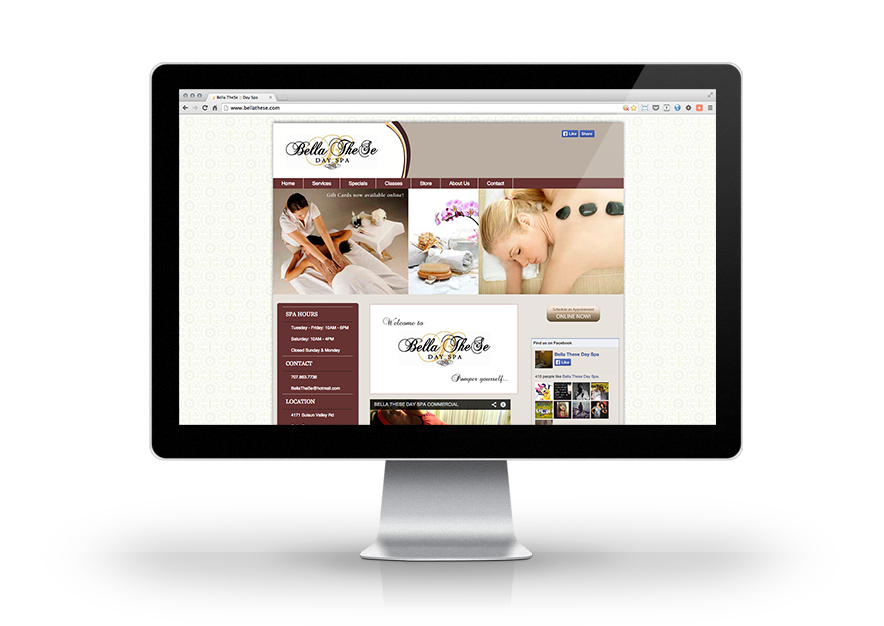 Bella TheSe :: Day Spa
www.bellathese.com
Bella TheSe
DAY SPA
Like Share
Home Services Specials Classes Store About Us Contact
Gift Cards now available online!
SPA HOURS
Tuesday - Friday: 10AM - 6PM
Saturday: 10AM - 4PM
Closed Sunday & Monday
CONTACT
707.863.7738
BellaTheSe@hotmail.com
LOCATION
4171 Suisun Valley Rd
Welcome to
Bella TheSe
DAY SPA
Pamper yourself...
BELLA THESE DAY SPA COMMERCIAL
Schedule an Appointment
ONLINE NOW!
Find us on Facebook
Bella These Day Spa
Like
people like Bella These Day Spa.